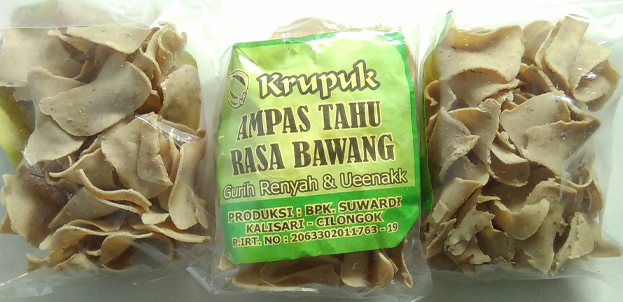 Krupuk
AMPAS TAHU
RASA BAWANG
Gurih Renyah & Ueenakk
PRODUKSI : BPK. SUWARDI
KALISARI - CILONGOK
P.IRT. NO : 2063302011763 - 19